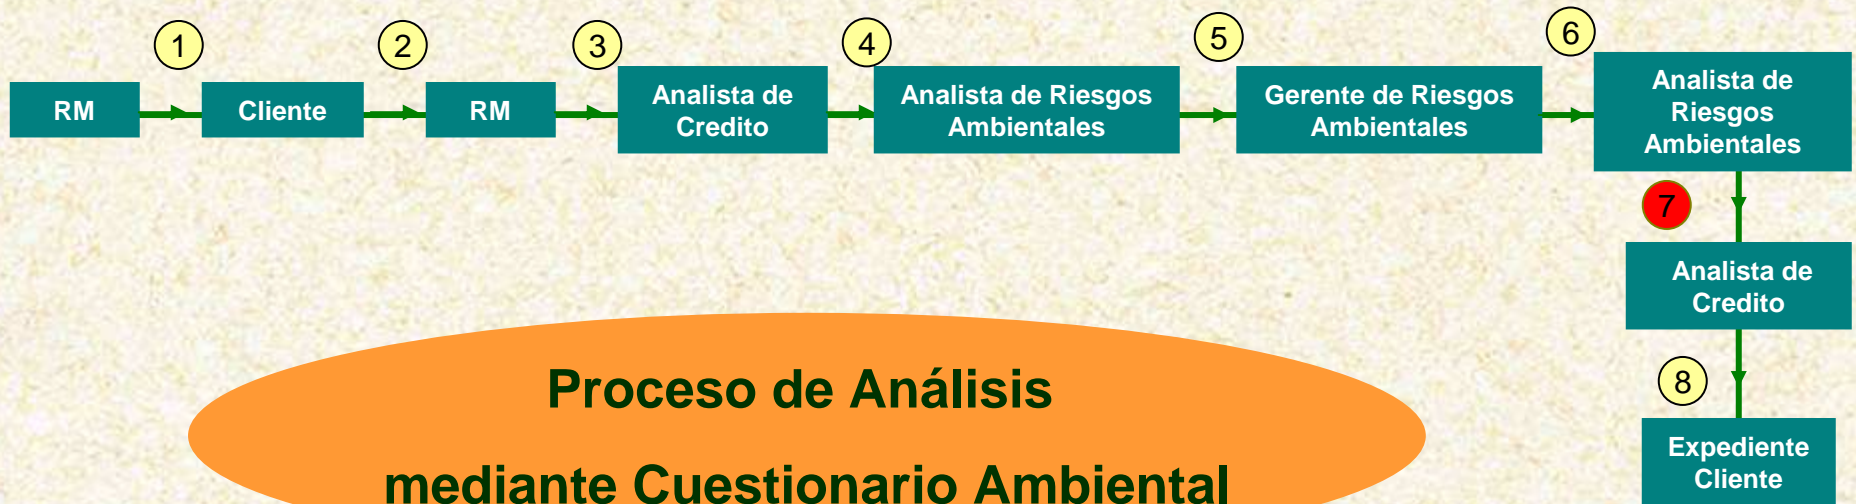 1
2
3
4
5
6
RM
Cliente
RM
Analista de
Credito
Analista de Riesgos
Ambientales
Gerente de Riesgos
Ambientales
Analista de
Riesgos
Ambientales
7
Analista de
Credito
8
Expediente
Cliente
Proceso de Análisis
mediante Cuestionario Ambiental